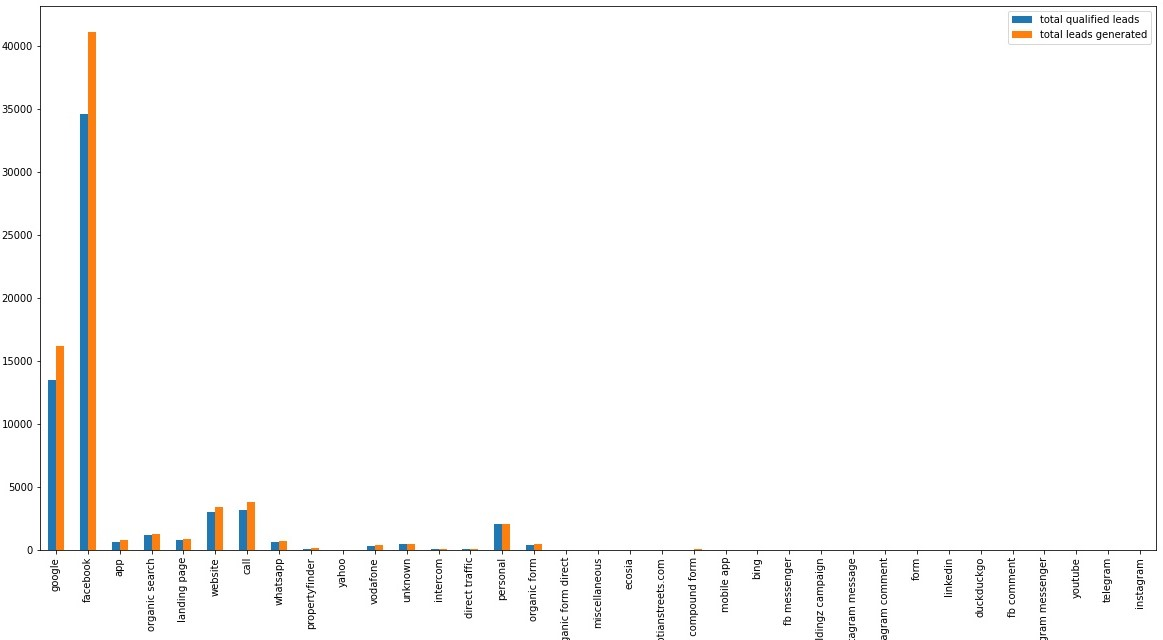 total qualified leads
total leads generated
40000
35000
30000
25000
20000
15000
10000
5000
0
google
facebook
app
organic search
landing page
website
call
whatsapp
propertyfinder
yahoo
vodafone
unknown
intercom
direct traffic
personal
organic form
ganic form direct
miscellaneous
ecosia
tianstreets.com
compound form
mobile app
bing
fb messenger
ldingz campaign
tagram message
agram comment
form
linkedin
duckduckgo
fb comment
gram messenger
youtube
telegram
instagram